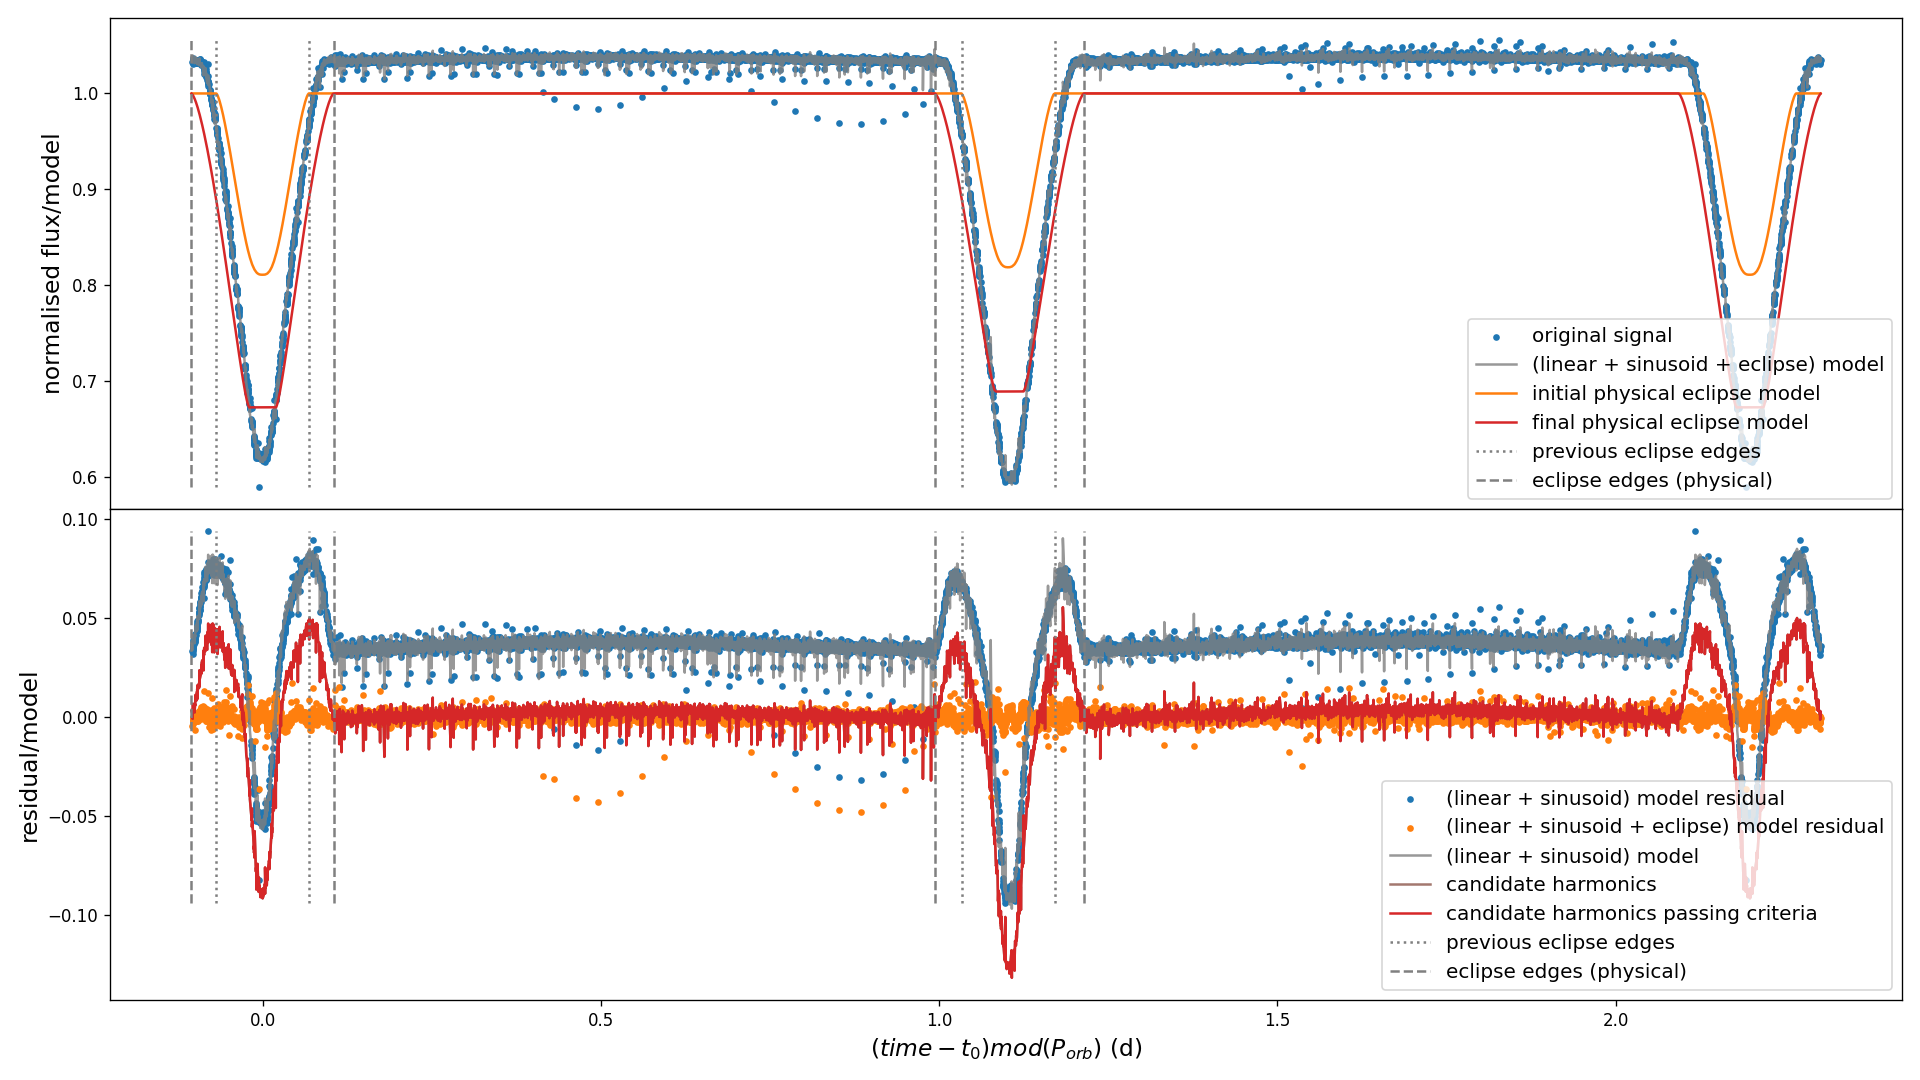 normalised flux/model
1.0
0.9
0.8
0.7
0.6
original signal
(linear + sinusoid + eclipse) model
initial physical eclipse model
final physical eclipse model
previous eclipse edges
eclipse edges (physical)
residual/model
0.10
0.05
0.00
−0.05
−0.10
(linear + sinusoid) model residual
(linear + sinusoid + eclipse) model residual
(linear + sinusoid) model
candidate harmonics
candidate harmonics passing criteria
previous eclipse edges
eclipse edges (physical)
0.0 0.5 1.0 1.5 2.0
(time − t₀)mod(P_orb) (d)